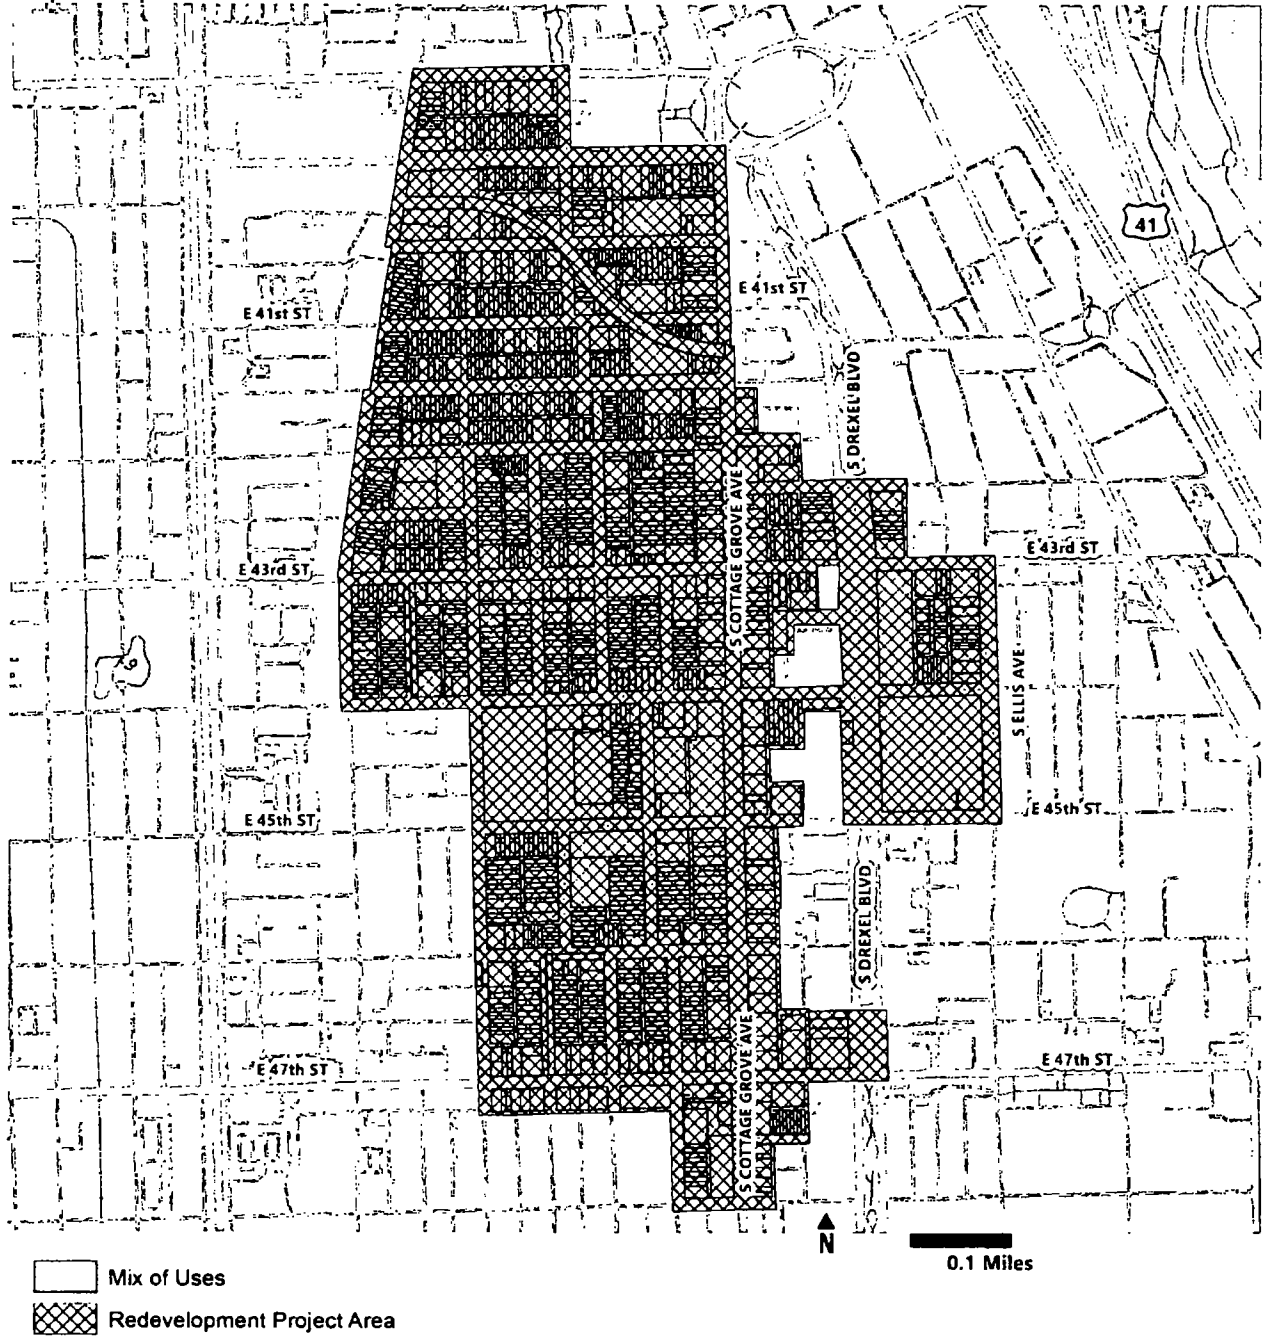 41
E 41st ST
E 41st ST
S DREXEL BLVD
S COTTAGE GROVE AVE
E 43rd ST
E 43rd ST
S ELLIS AVE
E 45th ST
E 45th ST
S DREXEL BLVD
S COTTAGE GROVE AVE
E 47th ST
E 47th ST
N
0.1 Miles
Mix of Uses
Redevelopment Project Area